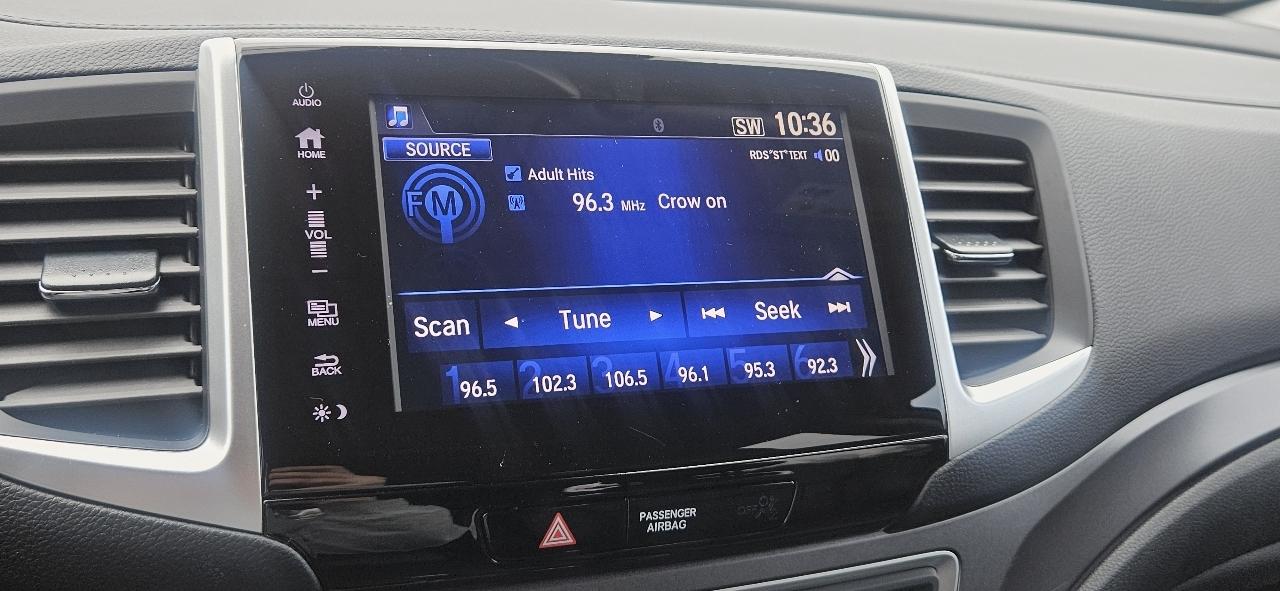 AUDIO
HOME
+
VOL
−
MENU
BACK
SW 10:36
SOURCE
RDS "ST" TEXT 00
FM
Adult Hits
96.3 MHz Crow on
Scan Tune Seek
1 96.5 2 102.3 3 106.5 4 96.1 5 95.3 6 92.3
PASSENGER
AIRBAG
OFF